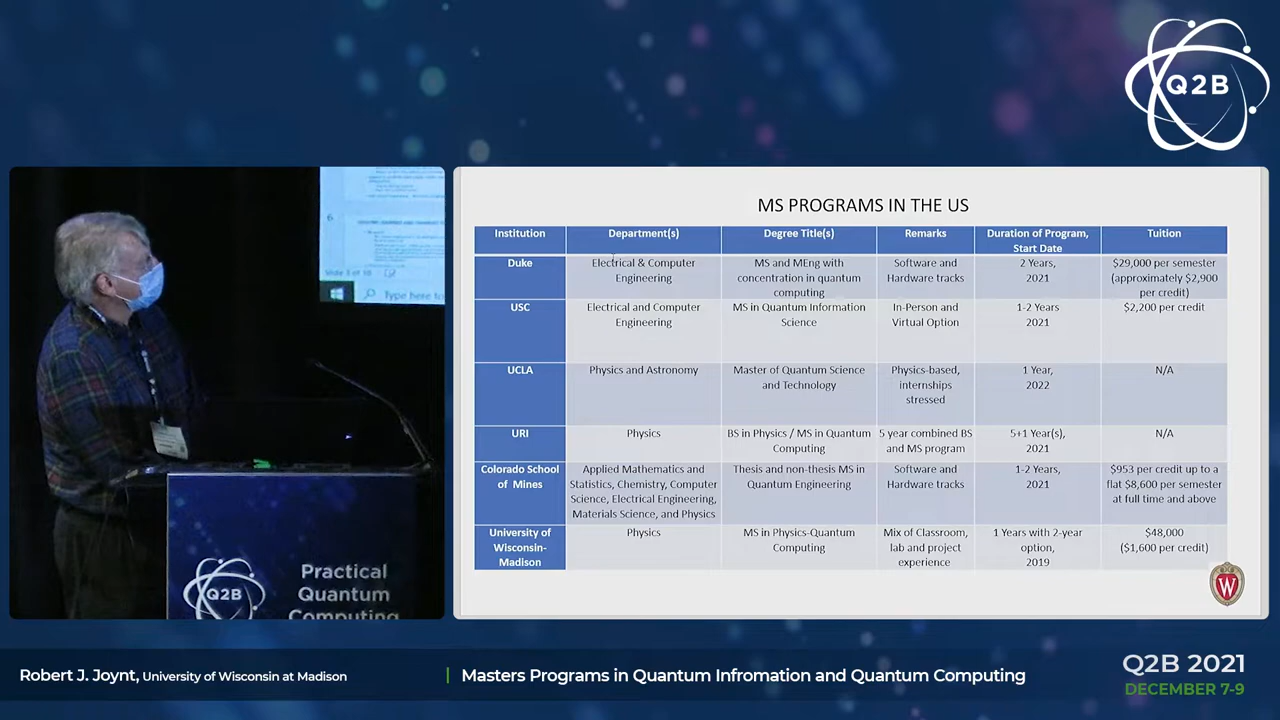 Q2B
6
Slide 3 of 10
Type here to
Q2B
Practical
Quantum
Computing
MS PROGRAMS IN THE US
Institution Department(s) Degree Title(s) Remarks Duration of Program, Start Date Tuition
Duke Electrical & Computer Engineering MS and MEng with concentration in quantum computing Software and Hardware tracks 2 Years, 2021 $29,000 per semester (approximately $2,900 per credit)
USC Electrical and Computer Engineering MS in Quantum Information Science In-Person and Virtual Option 1-2 Years 2021 $2,200 per credit
UCLA Physics and Astronomy Master of Quantum Science and Technology Physics-based, internships stressed 1 Year, 2022 N/A
URI Physics BS in Physics / MS in Quantum Computing 5 year combined BS and MS program 5+1 Year(s), 2021 N/A
Colorado School of Mines Applied Mathematics and Statistics, Chemistry, Computer Science, Electrical Engineering, Materials Science, and Physics Thesis and non-thesis MS in Quantum Engineering Software and Hardware tracks 1-2 Years, 2021 $953 per credit up to a flat $8,600 per semester at full time and above
University of Wisconsin-Madison Physics MS in Physics-Quantum Computing Mix of Classroom, lab and project experience 1 Years with 2-year option, 2019 $48,000 ($1,600 per credit)
W
Robert J. Joynt, University of Wisconsin at Madison
Masters Programs in Quantum Infromation and Quantum Computing
Q2B 2021
DECEMBER 7-9